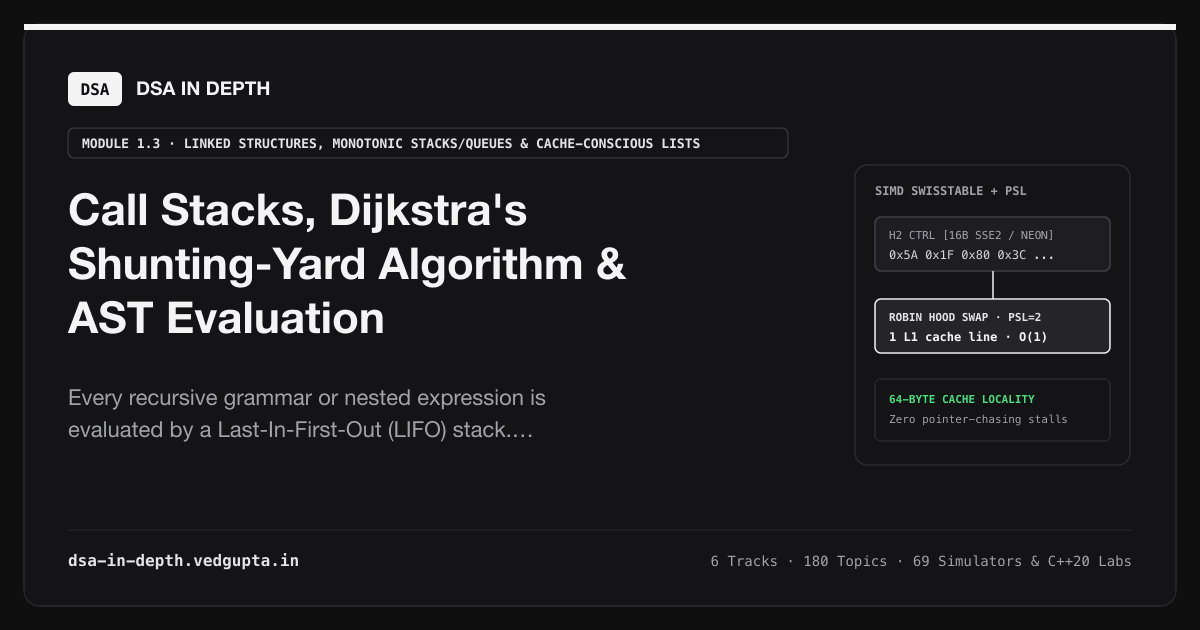 DSA
DSA IN DEPTH
MODULE 1.3 · LINKED STRUCTURES, MONOTONIC STACKS/QUEUES & CACHE-CONSCIOUS LISTS
Call Stacks, Dijkstra's
Shunting-Yard Algorithm &
AST Evaluation
Every recursive grammar or nested expression is
evaluated by a Last-In-First-Out (LIFO) stack.…
SIMD SWISSTABLE + PSL
H2 CTRL [16B SSE2 / NEON]
0x5A 0x1F 0x80 0x3C ...
ROBIN HOOD SWAP · PSL=2
1 L1 cache line · O(1)
64-BYTE CACHE LOCALITY
Zero pointer-chasing stalls
dsa-in-depth.vedgupta.in
6 Tracks · 180 Topics · 69 Simulators & C++20 Labs